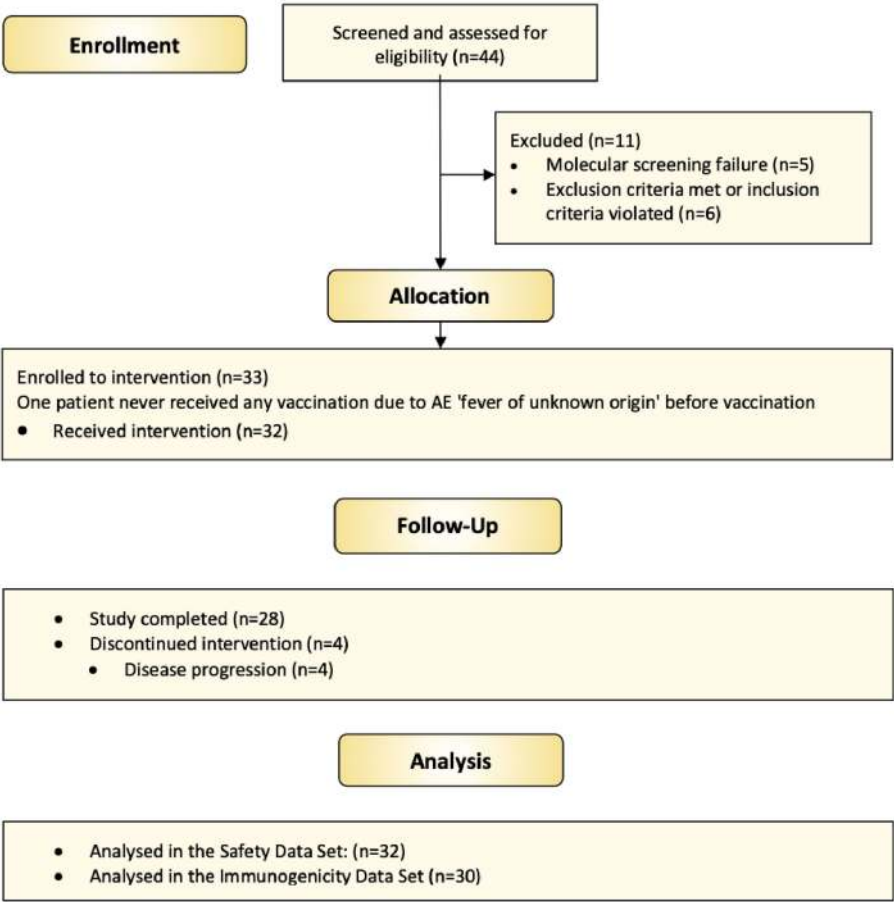 Enrollment
Screened and assessed for
eligibility (n=44)
Excluded (n=11)
• Molecular screening failure (n=5)
• Exclusion criteria met or inclusion
criteria violated (n=6)
Allocation
Enrolled to intervention (n=33)
One patient never received any vaccination due to AE 'fever of unknown origin' before vaccination
• Received intervention (n=32)
Follow-Up
• Study completed (n=28)
• Discontinued intervention (n=4)
• Disease progression (n=4)
Analysis
• Analysed in the Safety Data Set: (n=32)
• Analysed in the Immunogenicity Data Set (n=30)